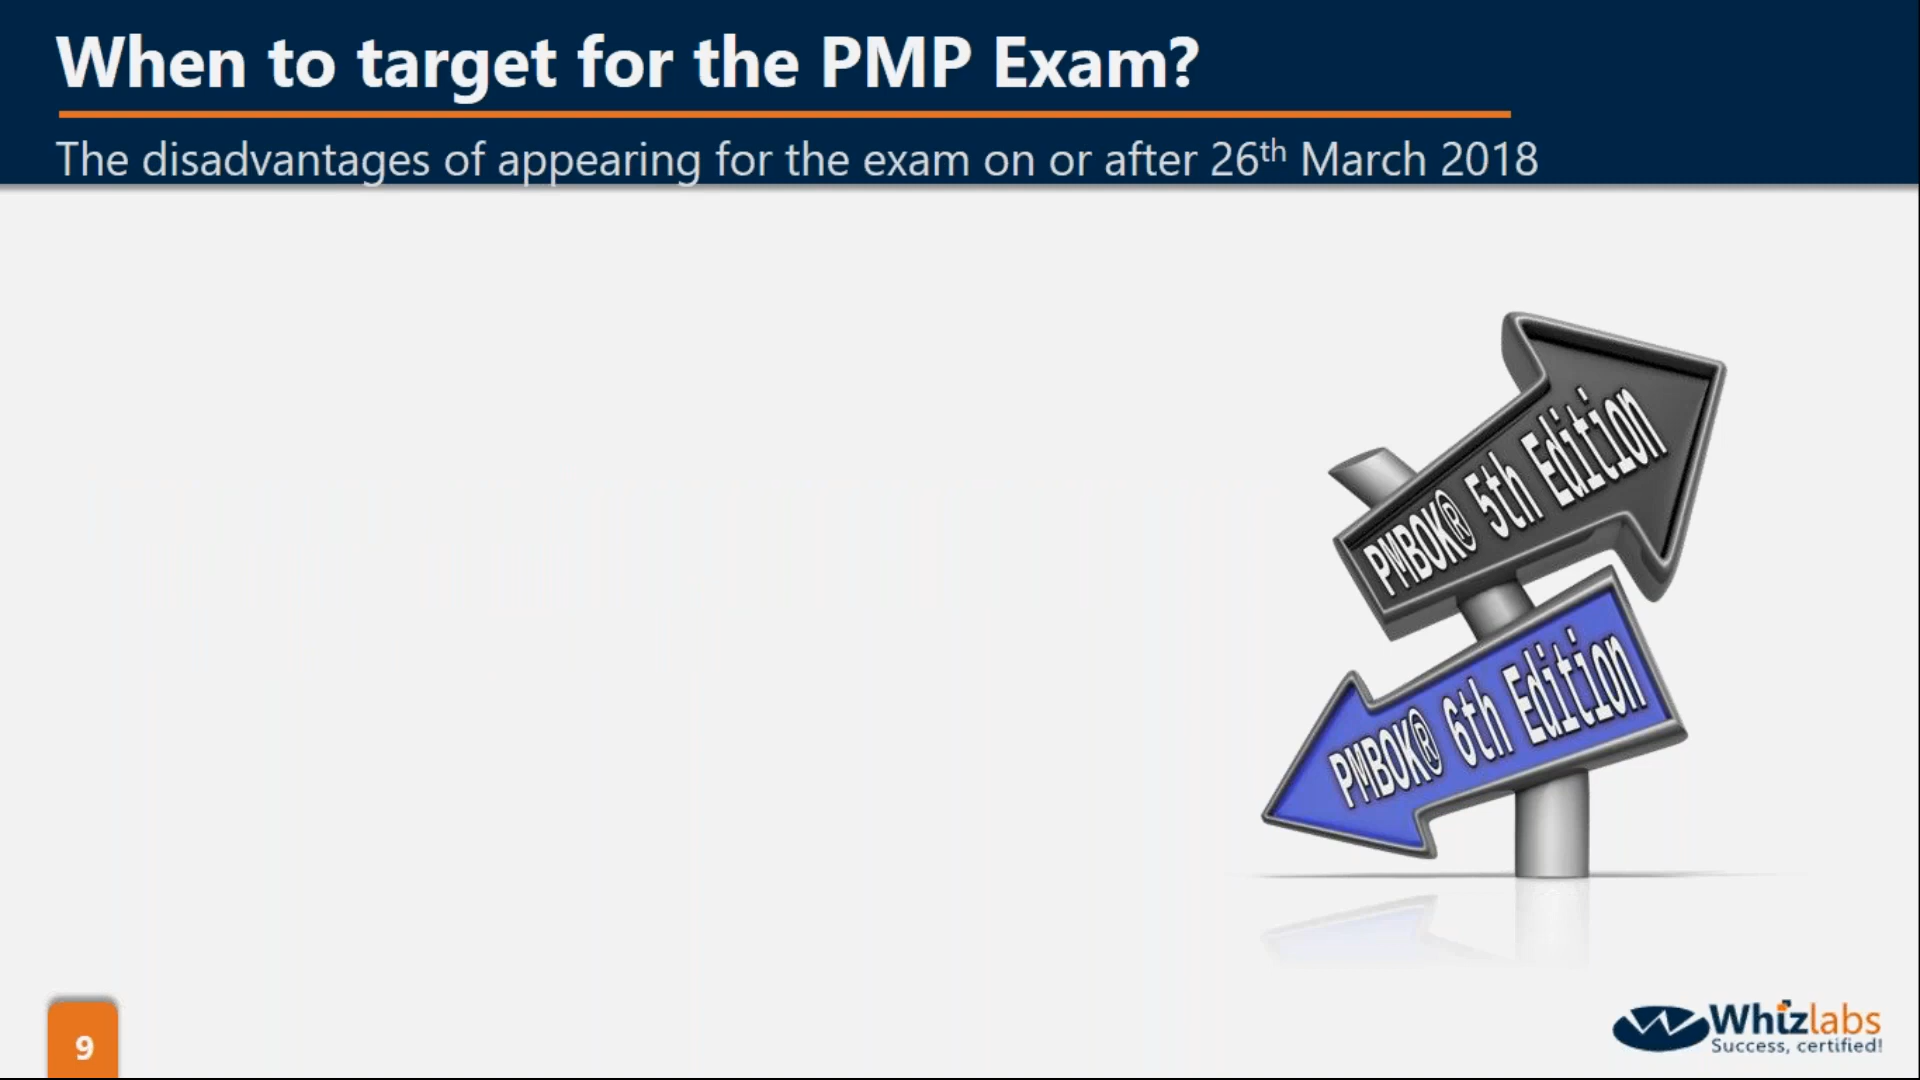 When to target for the PMP Exam?
The disadvantages of appearing for the exam on or after 26th March 2018
PMBOK® 5th Edition
PMBOK® 6th Edition
9
Whizlabs
Success, certified!